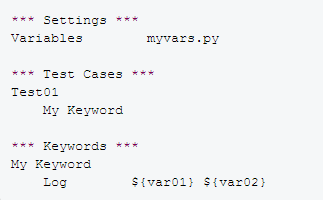 *** Settings ***
Variables        myvars.py

*** Test Cases ***
Test01
    My Keyword

*** Keywords ***
My Keyword
    Log        ${var01} ${var02}